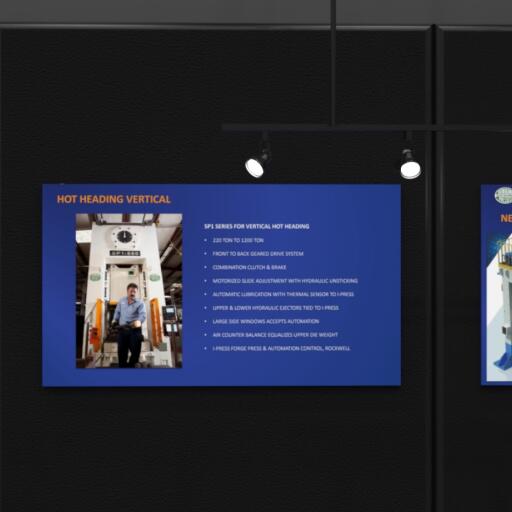 HOT HEADING VERTICAL
SP1-660
SP1 SERIES FOR VERTICAL HOT HEADING
• 220 TON TO 1300 TON
• FRONT TO BACK GEARED DRIVE SYSTEM
• COMBINATION CLUTCH & BRAKE
• MOTORIZED SLIDE ADJUSTMENT WITH HYDRAULIC UNSTICKING
• AUTOMATIC LUBRICATION WITH THERMAL SENSOR TO I-PRESS
• UPPER & LOWER HYDRAULIC EJECTORS TIED TO I-PRESS
• LARGE SIDE WINDOWS ACCEPTS AUTOMATION
• AIR COUNTER BALANCE EQUALIZES UPPER DIE WEIGHT
• I-PRESS FORGE PRESS & AUTOMATION CONTROL, ROCKWELL
NE